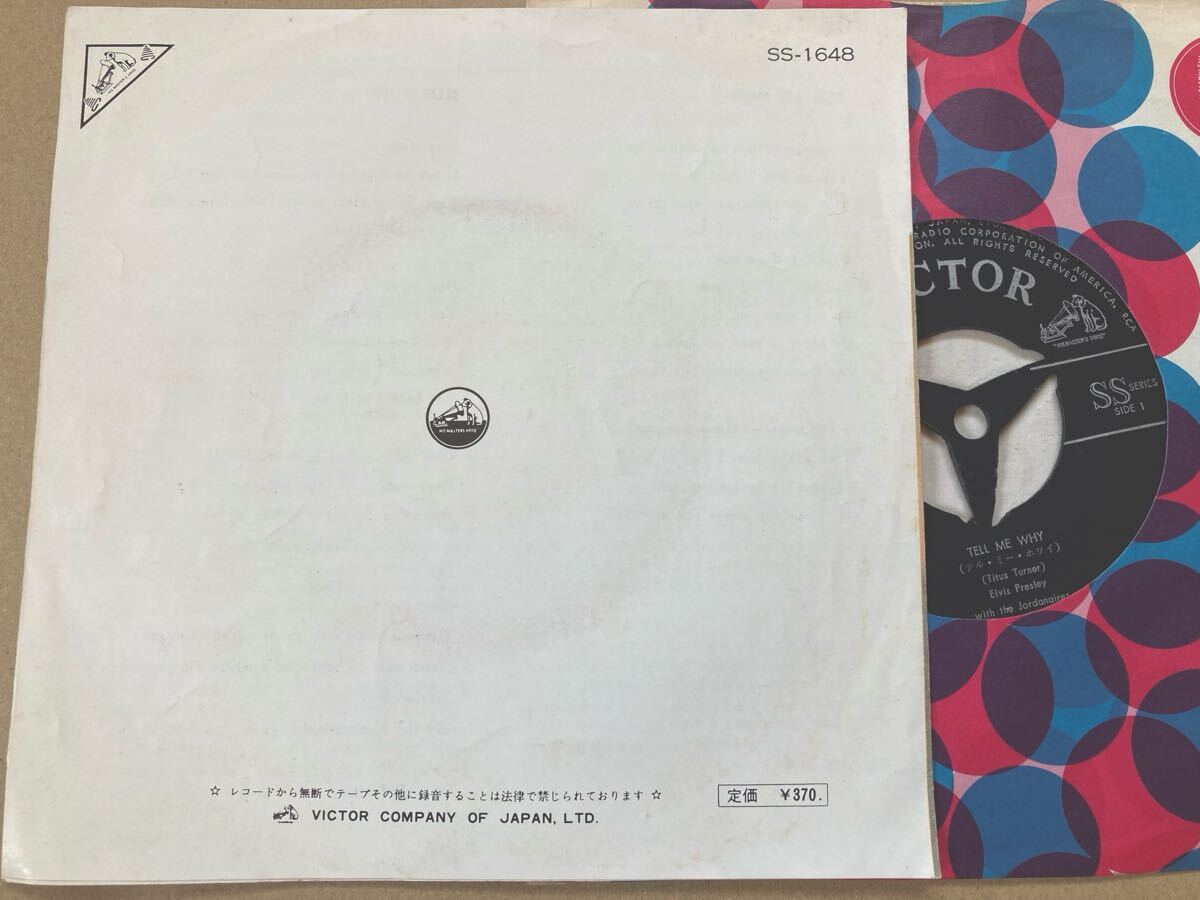 SS-1648
HIS MASTERS VOICE
☆ レコードから無断でテープその他に録音することは法律で禁じられております ☆
VICTOR COMPANY OF JAPAN, LTD.
定価 ¥370.
RADIO CORPORATION OF AMERICA, RCA
ALL RIGHTS RESERVED
CTOR
"HIS MASTER'S VOICE"
SS SERIES
SIDE 1
TELL ME WHY
(テル・ミー・ホワイ)
(Titus Turner)
Elvis Presley
with the Jordanaires